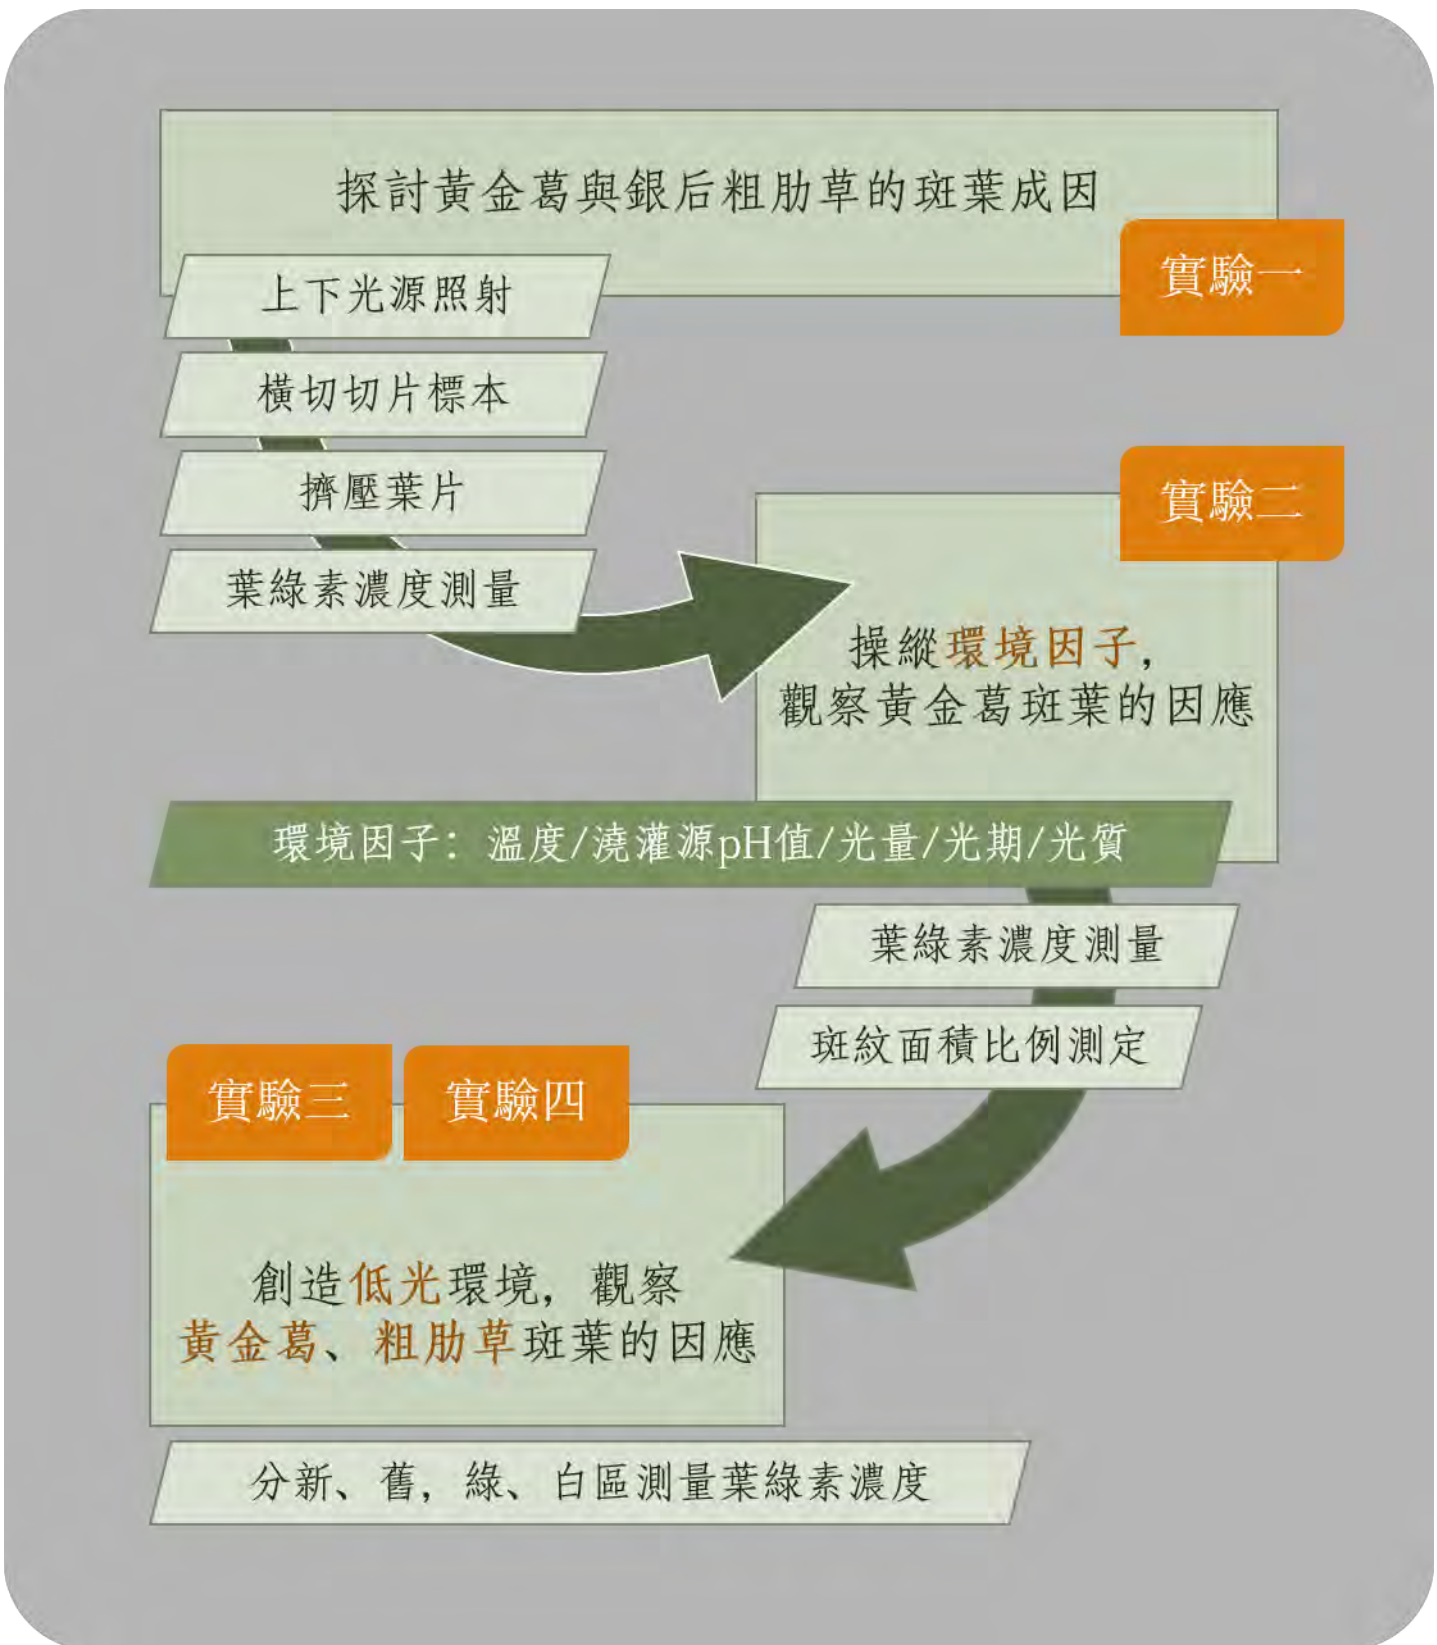 探討黃金葛與銀后粗肋草的斑葉成因
實驗一
上下光源照射
橫切切片標本
擠壓葉片
葉綠素濃度測量
實驗二
操縱環境因子,
觀察黃金葛斑葉的因應
環境因子: 溫度/澆灌源pH值/光量/光期/光質
葉綠素濃度測量
斑紋面積比例測定
實驗三
實驗四
創造低光環境, 觀察
黃金葛、粗肋草斑葉的因應
分新、舊, 綠、白區測量葉綠素濃度